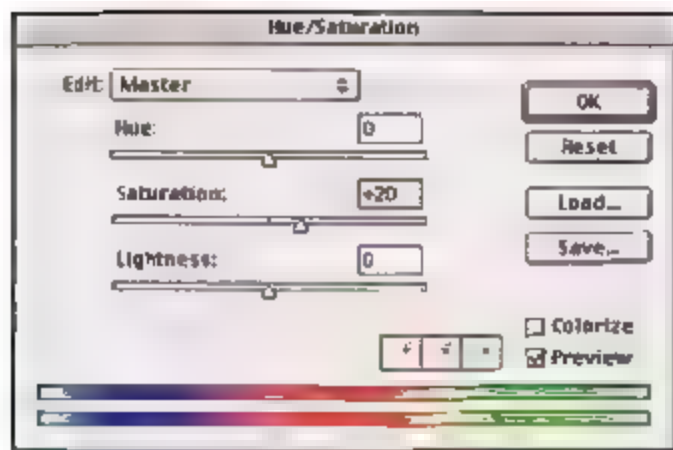 Hue/Saturation
Edit: Master
OK
Hue: 0
Reset
Saturation: +20
Load...
Lightness: 0
Save...
Colorize
Preview